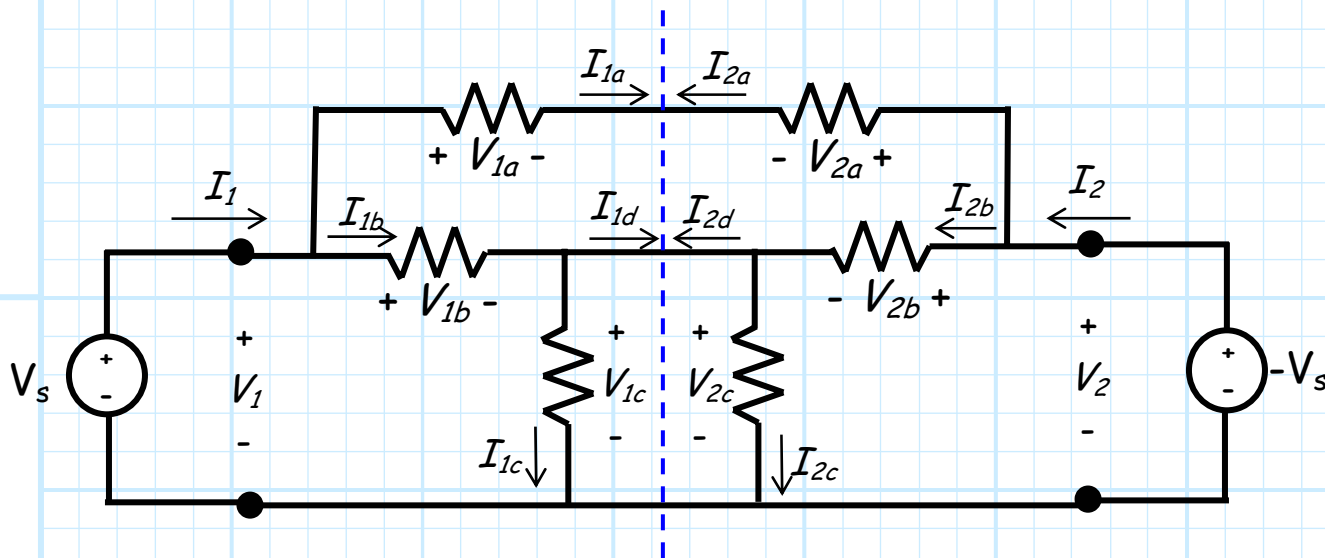 I1a I2a
+ V1a - - V2a +
I1 I1b I1d I2d I2b I2
+ V1b - - V2b +
+ + + +
Vs + - V1 V1c V2c V2 + - -Vs
- - - -
I1c I2c